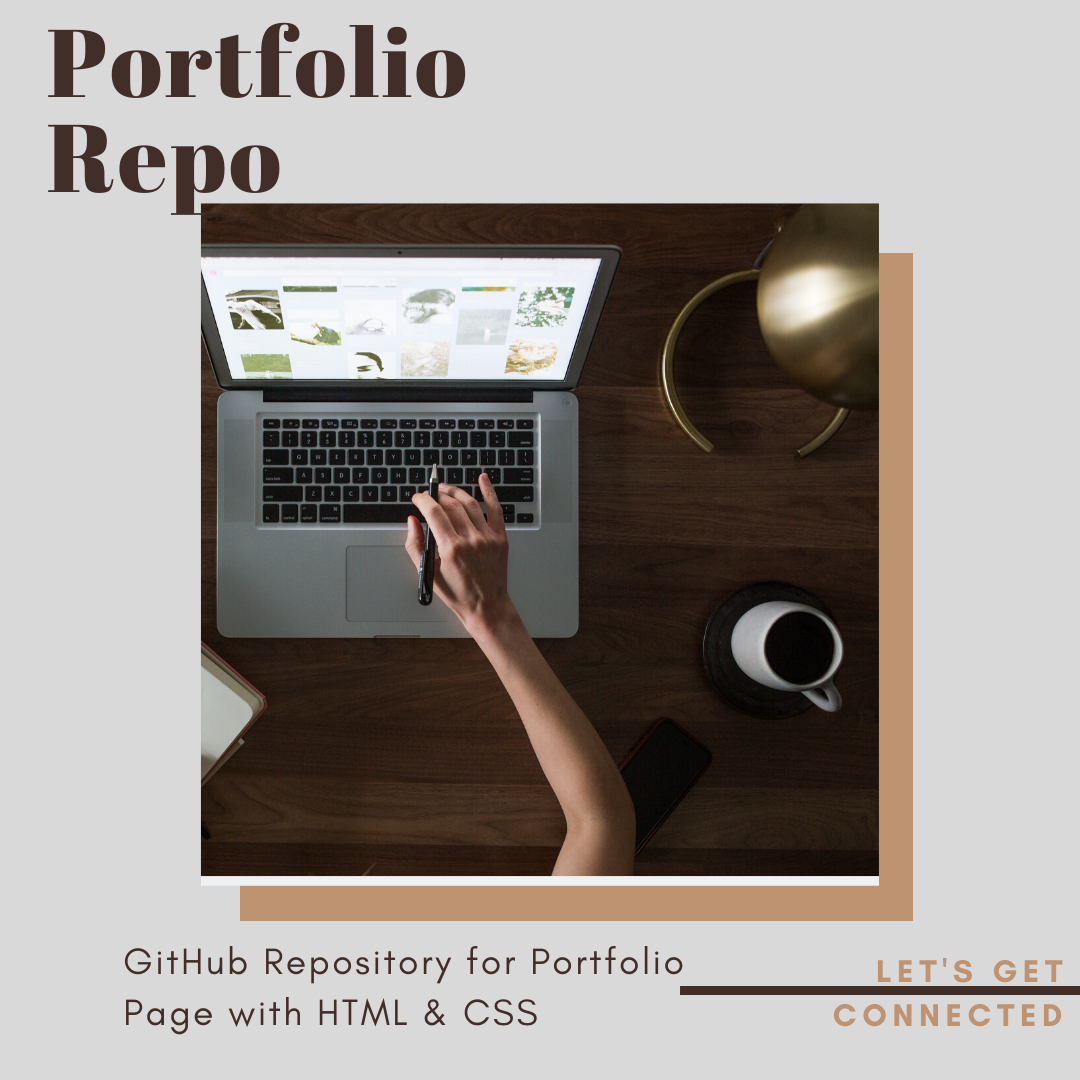 Portfolio
Repo
GitHub Repository for Portfolio
Page with HTML & CSS
LET'S GET
CONNECTED